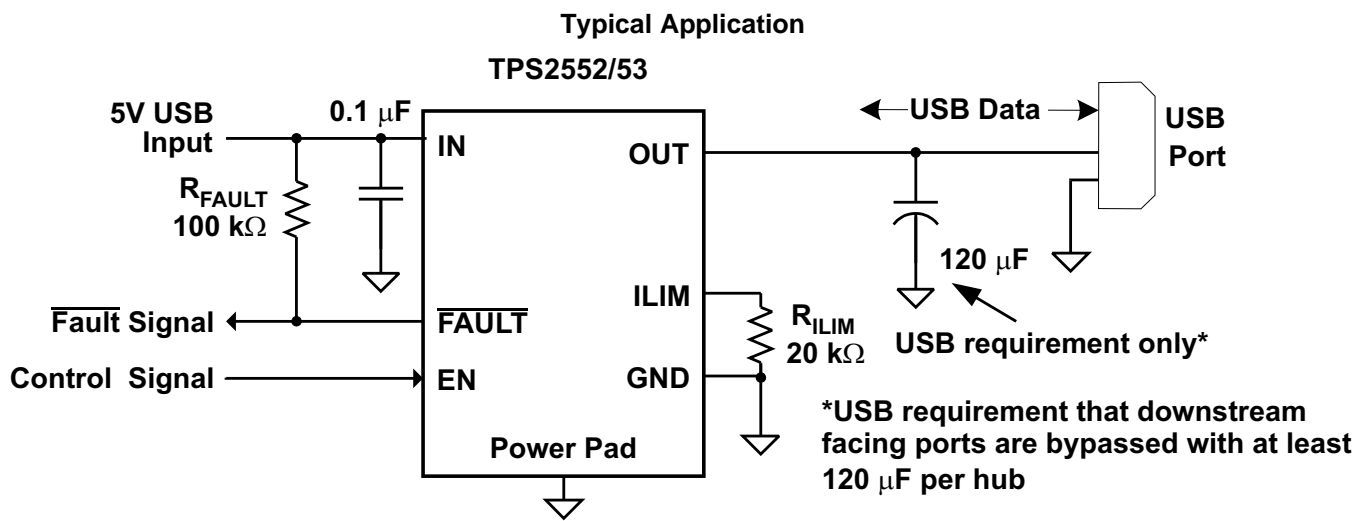 Typical Application
TPS2552/53
5V USB
Input
0.1 μF
R_FAULT
100 kΩ
Fault Signal
Control Signal
IN
FAULT
EN
OUT
ILIM
GND
Power Pad
R_ILIM
20 kΩ
USB Data
USB
Port
120 μF
USB requirement only*
*USB requirement that downstream
facing ports are bypassed with at least
120 μF per hub